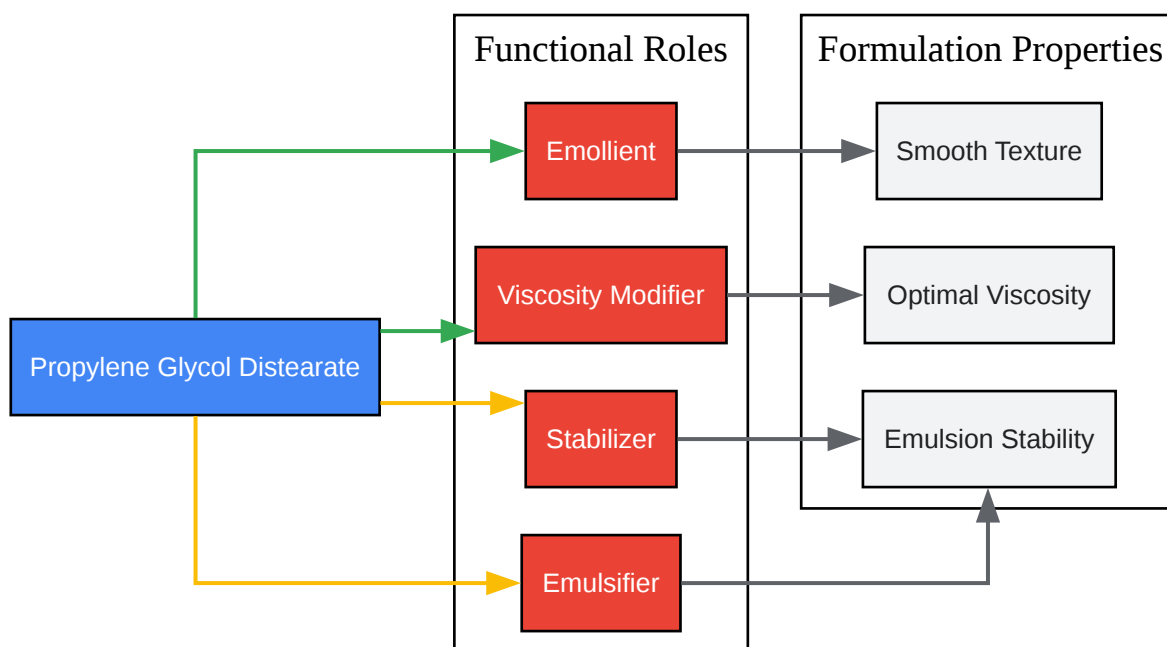 Functional Roles
Formulation Properties
Emollient
Smooth Texture
Viscosity Modifier
Optimal Viscosity
Propylene Glycol Distearate
Stabilizer
Emulsion Stability
Emulsifier